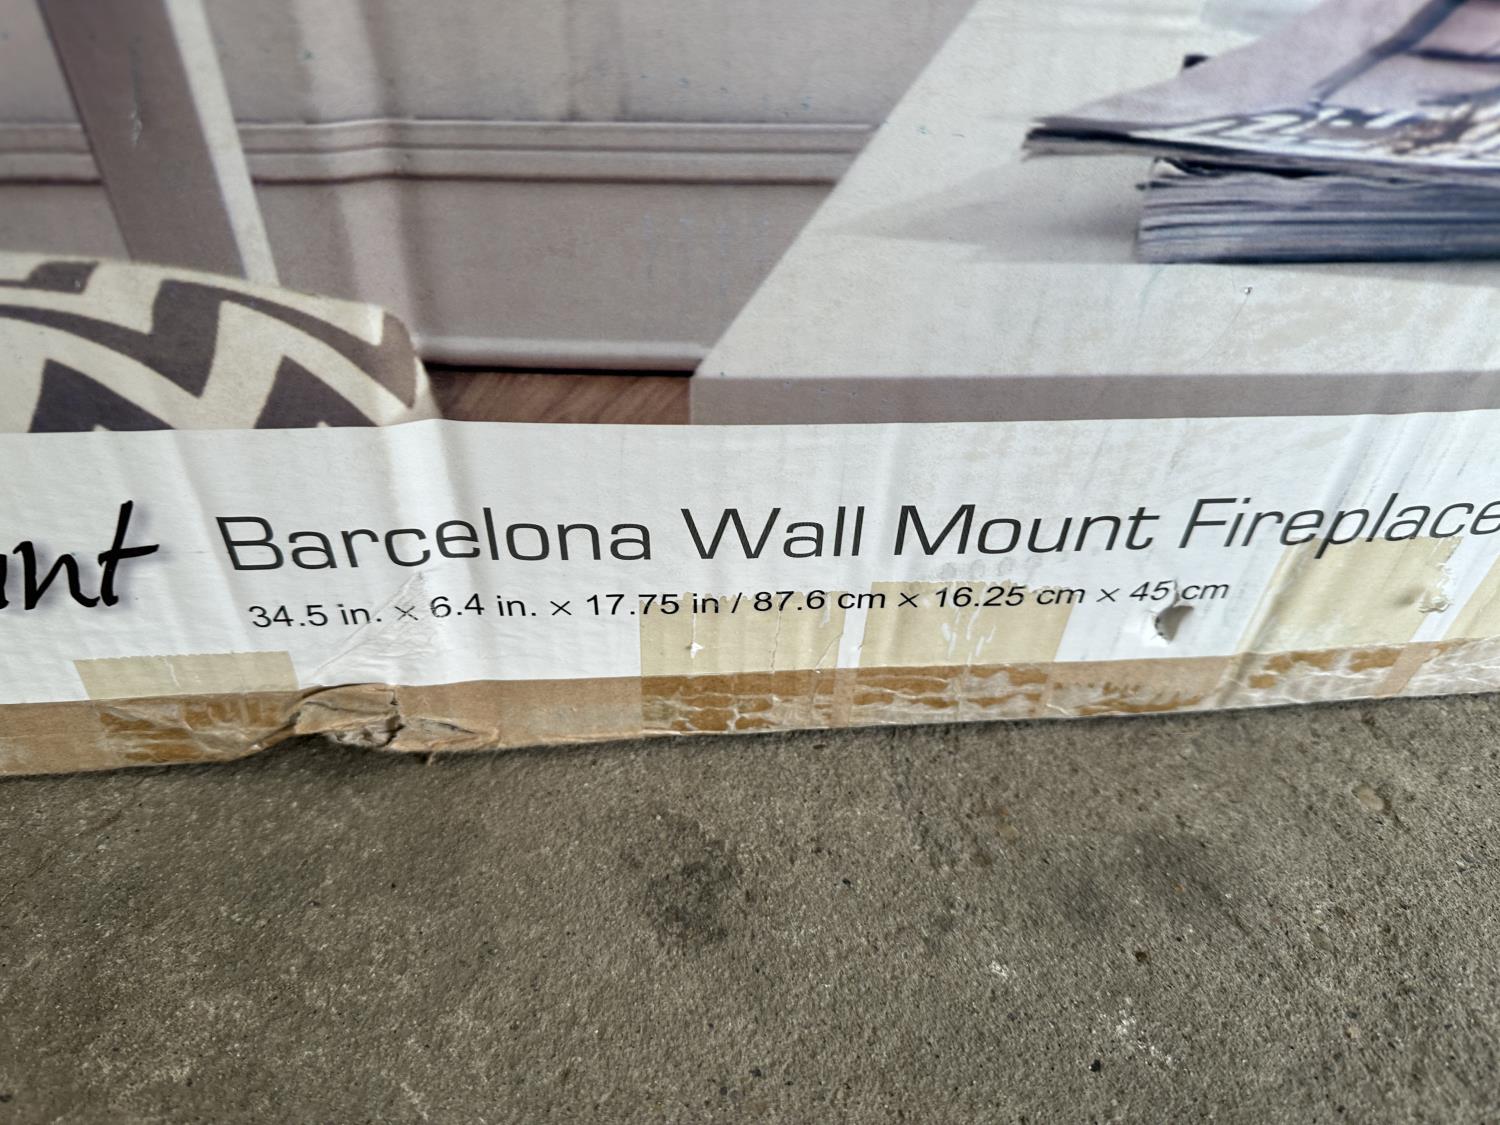 Barcelona Wall Mount Fireplace
34.5 in. × 6.4 in. × 17.75 in / 87.6 cm × 16.25 cm × 45 cm